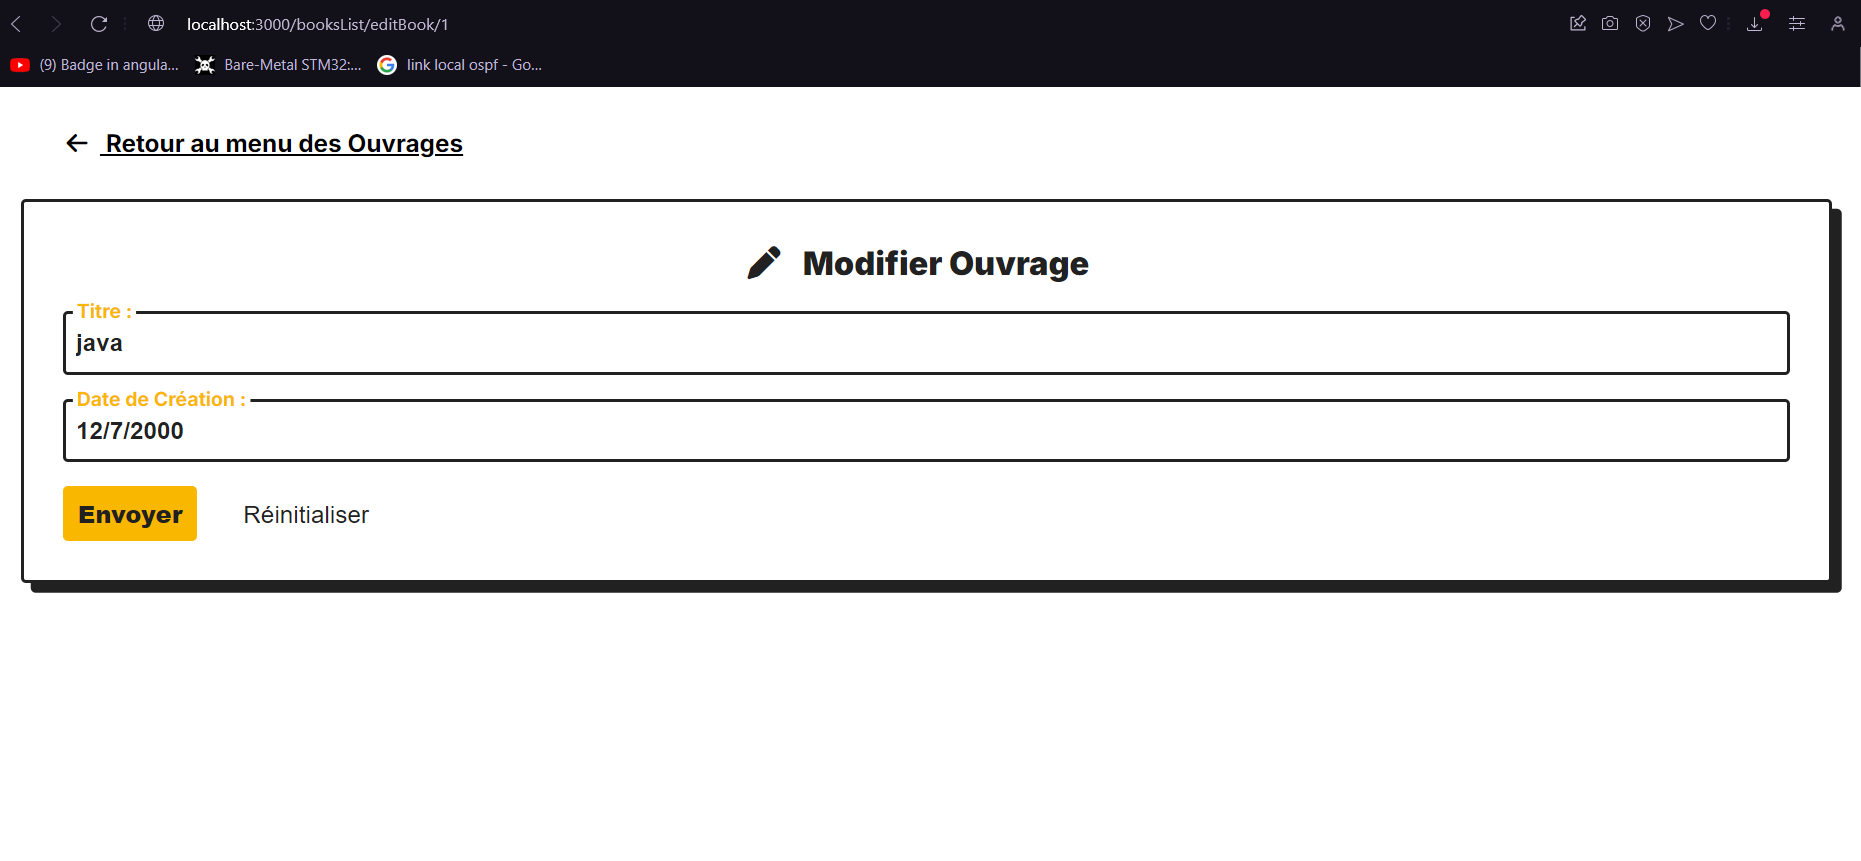 localhost:3000/booksList/editBook/1
(9) Badge in angula... Bare-Metal STM32:... link local ospf - Go...
Retour au menu des Ouvrages
Modifier Ouvrage
Titre :
java
Date de Création :
12/7/2000
Envoyer Réinitialiser